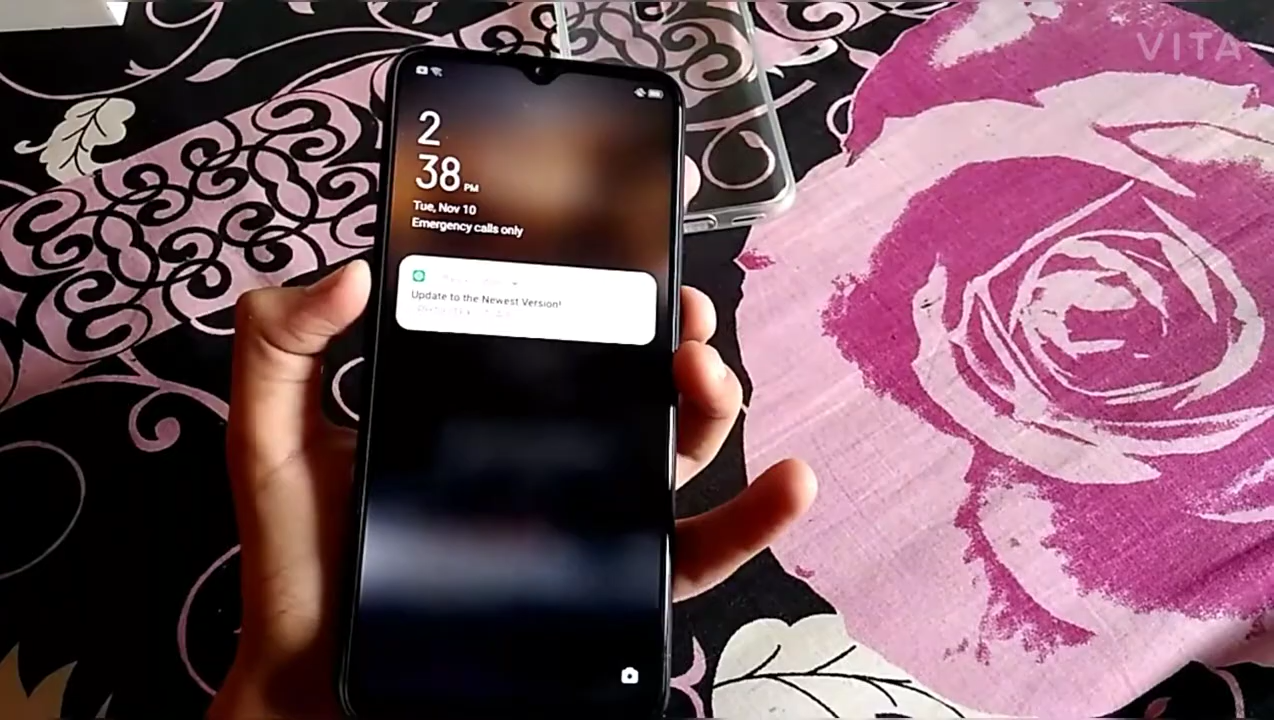 VITA
2
38 PM
Tue, Nov 10
Emergency calls only
Update to the Newest Version!